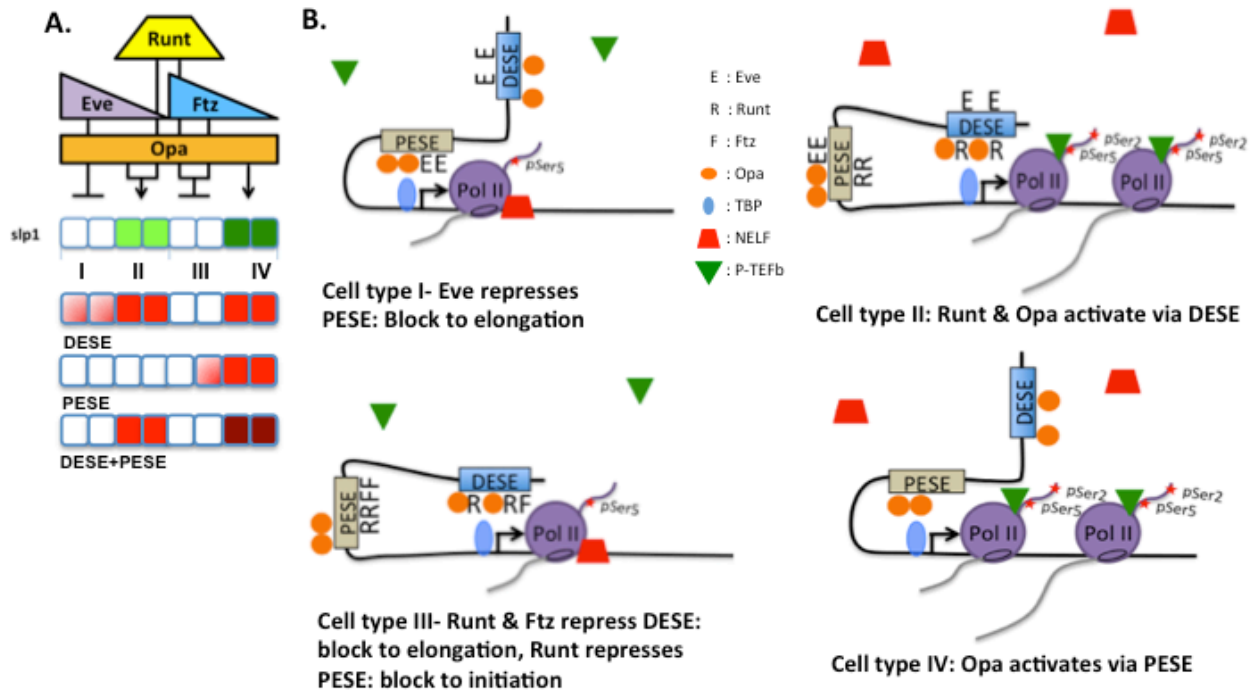 A.
Runt
Eve
Ftz
Opa
slp1
I II III IV
DESE
PESE
DESE+PESE
B.
E E
DESE
PESE
EE
pSer5
Pol II
Cell type I- Eve represses
PESE: Block to elongation
E : Eve
R : Runt
F : Ftz
: Opa
: TBP
: NELF
: P-TEFb
E E
DESE
R R
EE
PESE
RR
pSer2
pSer5
Pol II
pSer2
pSer5
Pol II
Cell type II: Runt & Opa activate via DESE
DESE
R RF
PESE
RRFF
pSer5
Pol II
Cell type III- Runt & Ftz repress DESE:
block to elongation, Runt represses
PESE: block to initiation
DESE
PESE
pSer2
pSer5
Pol II
pSer2
pSer5
Pol II
Cell type IV: Opa activates via PESE